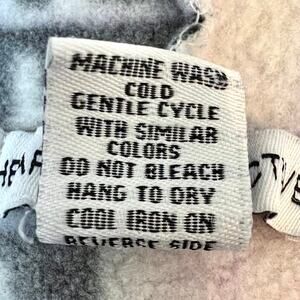 MACHINE WASH
COLD
GENTLE CYCLE
WITH SIMILAR
COLORS
DO NOT BLEACH
HANG TO DRY
COOL IRON ON
REVERSE SIDE